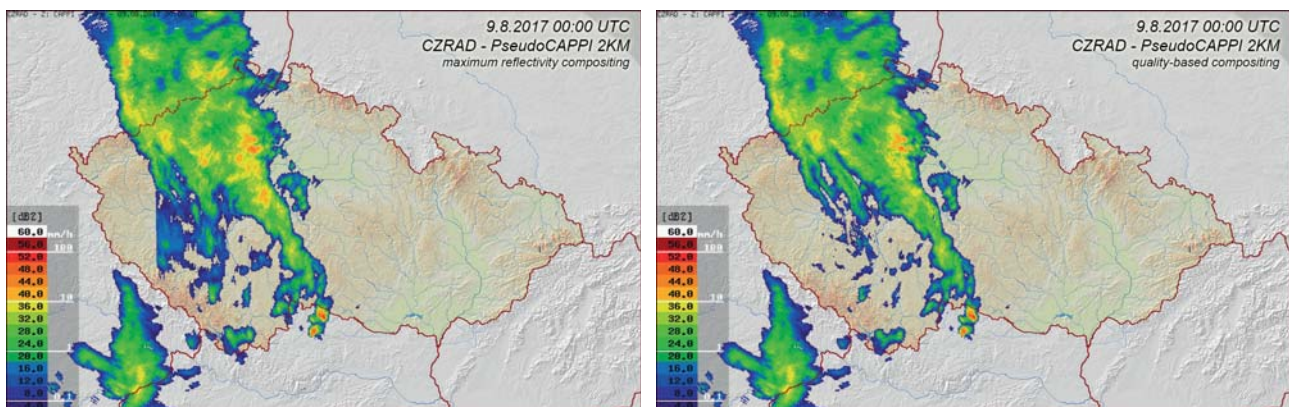 9.8.2017 00:00 UTC
CZRAD - PseudoCAPPI 2KM
maximum reflectivity compositing
[dBZ]
60.0 mm/h
56.0 100
52.0
48.0
44.0
40.0 10
36.0
32.0
28.0
24.0 1
20.0
16.0
12.0
8.0 0.1
9.8.2017 00:00 UTC
CZRAD - PseudoCAPPI 2KM
quality-based compositing
[dBZ]
60.0 mm/h
56.0 100
52.0
48.0
44.0
40.0 10
36.0
32.0
28.0
24.0 1
20.0
16.0
12.0
8.0 0.1